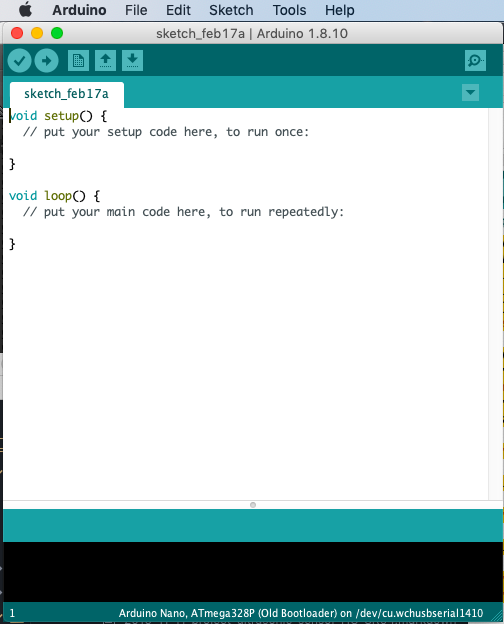 Arduino File Edit Sketch Tools Help
sketch_feb17a | Arduino 1.8.10
sketch_feb17a
void setup() {
  // put your setup code here, to run once:
}
void loop() {
  // put your main code here, to run repeatedly:
}
1 Arduino Nano, ATmega328P (Old Bootloader) on /dev/cu.wchusbserial1410